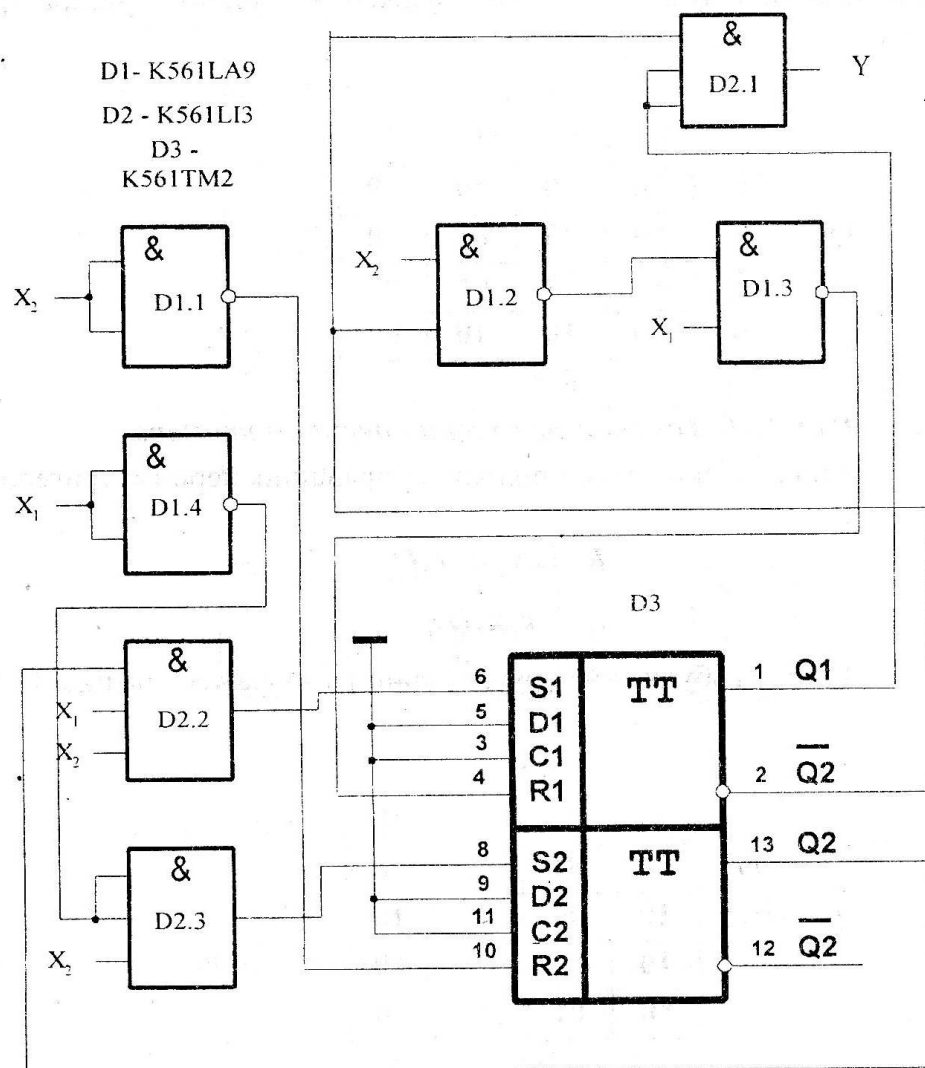 &
D2.1
Y
D1- K561LA9
D2 - K561LI3
D3 -
K561TM2
X₂
&
D1.1
X₂
&
D1.2
&
D1.3
X₁
X₁
&
D1.4
D3
&
D2.2
X₁
X₂
&
D2.3
X₂
6 S1 TT 1 Q1
5 D1
3 C1
4 R1 2 Q̅2̅
8 S2 TT 13 Q2
9 D2
11 C2
10 R2 12 Q̅2̅